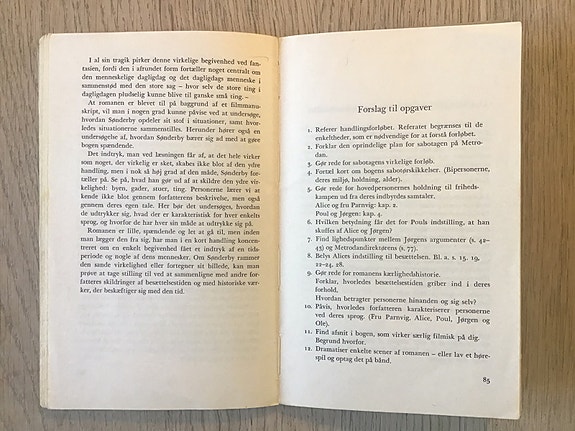 I al sin tragik pirker denne virkelige begivenhed ved fan-
tasien, fordi den i afrundet form fortæller noget centralt om
den menneskelige dagligdag og det dagligdags menneske i
sammenstød med den store sag – hvor selv de store ting i
dagligdagen pludselig kunne blive til ganske små ting. –
At romanen er blevet til på baggrund af et filmmanu-
skript, vil man i nogen grad kunne påvise ved at undersøge,
hvordan Sønderby opdeler sit stof i situationer, samt hvor-
ledes situationerne sammenstilles. Herunder hører også en
undersøgelse af, hvordan Sønderby bærer sig ad med at gøre
bogen spændende.
Det indtryk, man ved læsningen får af, at det hele virker
som noget, der virkelig er sket, skabes ikke blot af den ydre
handling, men i nok så høj grad af den måde, Sønderby for-
tæller på. Se på, hvad han gør ud af at skildre den ydre vir-
kelighed: byen, gader, stuer, ting. Personerne lærer vi at
kende ikke blot gennem forfatterens beskrivelse, men også
gennem deres egen tale. Her bør det undersøges, hvordan
de udtrykker sig, hvad der er karakteristisk for hver enkelts
sprog, og hvorfor de har hver sin måde at udtrykke sig på.
Romanen er lille, spændende og let at gå til, men inden
man lægger den fra sig, har man i en kort handling koncen-
treret om en enkelt begivenhed fået et indtryk af en tids-
periode og nogle af dens mennesker. Om Sønderby rammer
den sande virkelighed eller fortegner sit billede, kan man
prøve at tage stilling til ved at sammenligne med andre for-
fatteres skildringer af besættelsestiden og med historiske vær-
ker, der beskæftiger sig med den tid.
Forslag til opgaver
1. Referer handlingsforløbet. Referatet begrænses til de
enkeltheder, som er nødvendige for at forstå forløbet.
2. Forklar den oprindelige plan for sabotagen på Metro-
dan.
3. Gør rede for sabotagens virkelige forløb.
4. Fortæl kort om bogens sabotørskikkelser. (Bipersonerne,
deres miljø, holdning, alder).
5. Gør rede for hovedpersonernes holdning til friheds-
kampen ud fra deres indbyrdes samtaler.
Alice og fru Parnvig: kap. 2.
Poul og Jørgen: kap. 4.
6. Hvilken betydning får det for Pouls indstilling, at han
skuffes af Alice og Jørgen?
7. Find lighedspunkter mellem Jørgens argumenter (s. 42–
43) og Metrodandirektørens (s. 77).
8. Belys Alices indstilling til besættelsen. Bl. a. s. 15, 19,
22–24, 28.
9. Gør rede for romanens kærlighedshistorie.
Forklar, hvorledes besættelsestiden griber ind i deres
forhold.
Hvordan betragter personerne hinanden og sig selv?
10. Påvis, hvorledes forfatteren karakteriserer personerne
ved deres sprog. (Fru Parnvig, Alice, Poul, Jørgen og
Ole).
11. Find afsnit i bogen, som virker særlig filmisk på dig.
Begrund hvorfor.
12. Dramatiser enkelte scener af romanen – eller lav et høre-
spil og optag det på bånd.
85